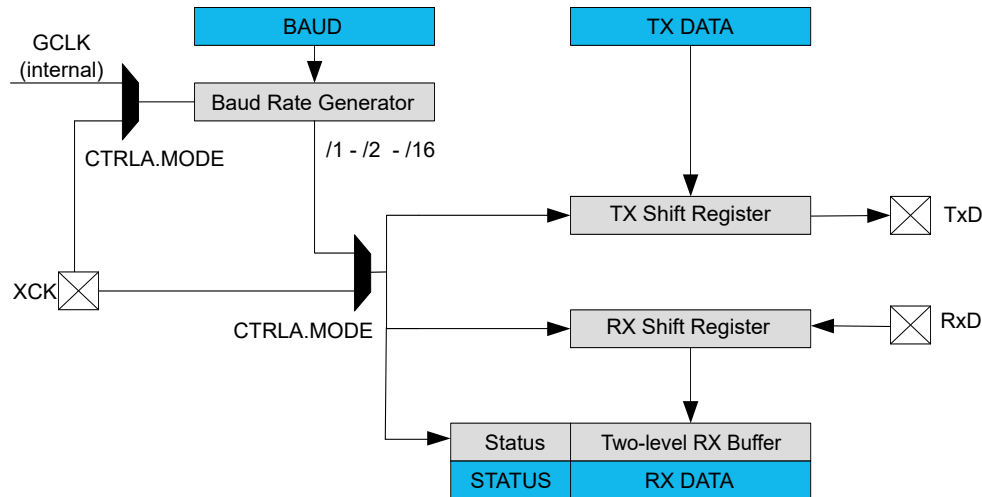 BAUD
TX DATA
GCLK
(internal)
Baud Rate Generator
CTRLA.MODE
/1 - /2 - /16
TX Shift Register
TxD
XCK
CTRLA.MODE
RX Shift Register
RxD
Status
Two-level RX Buffer
STATUS
RX DATA